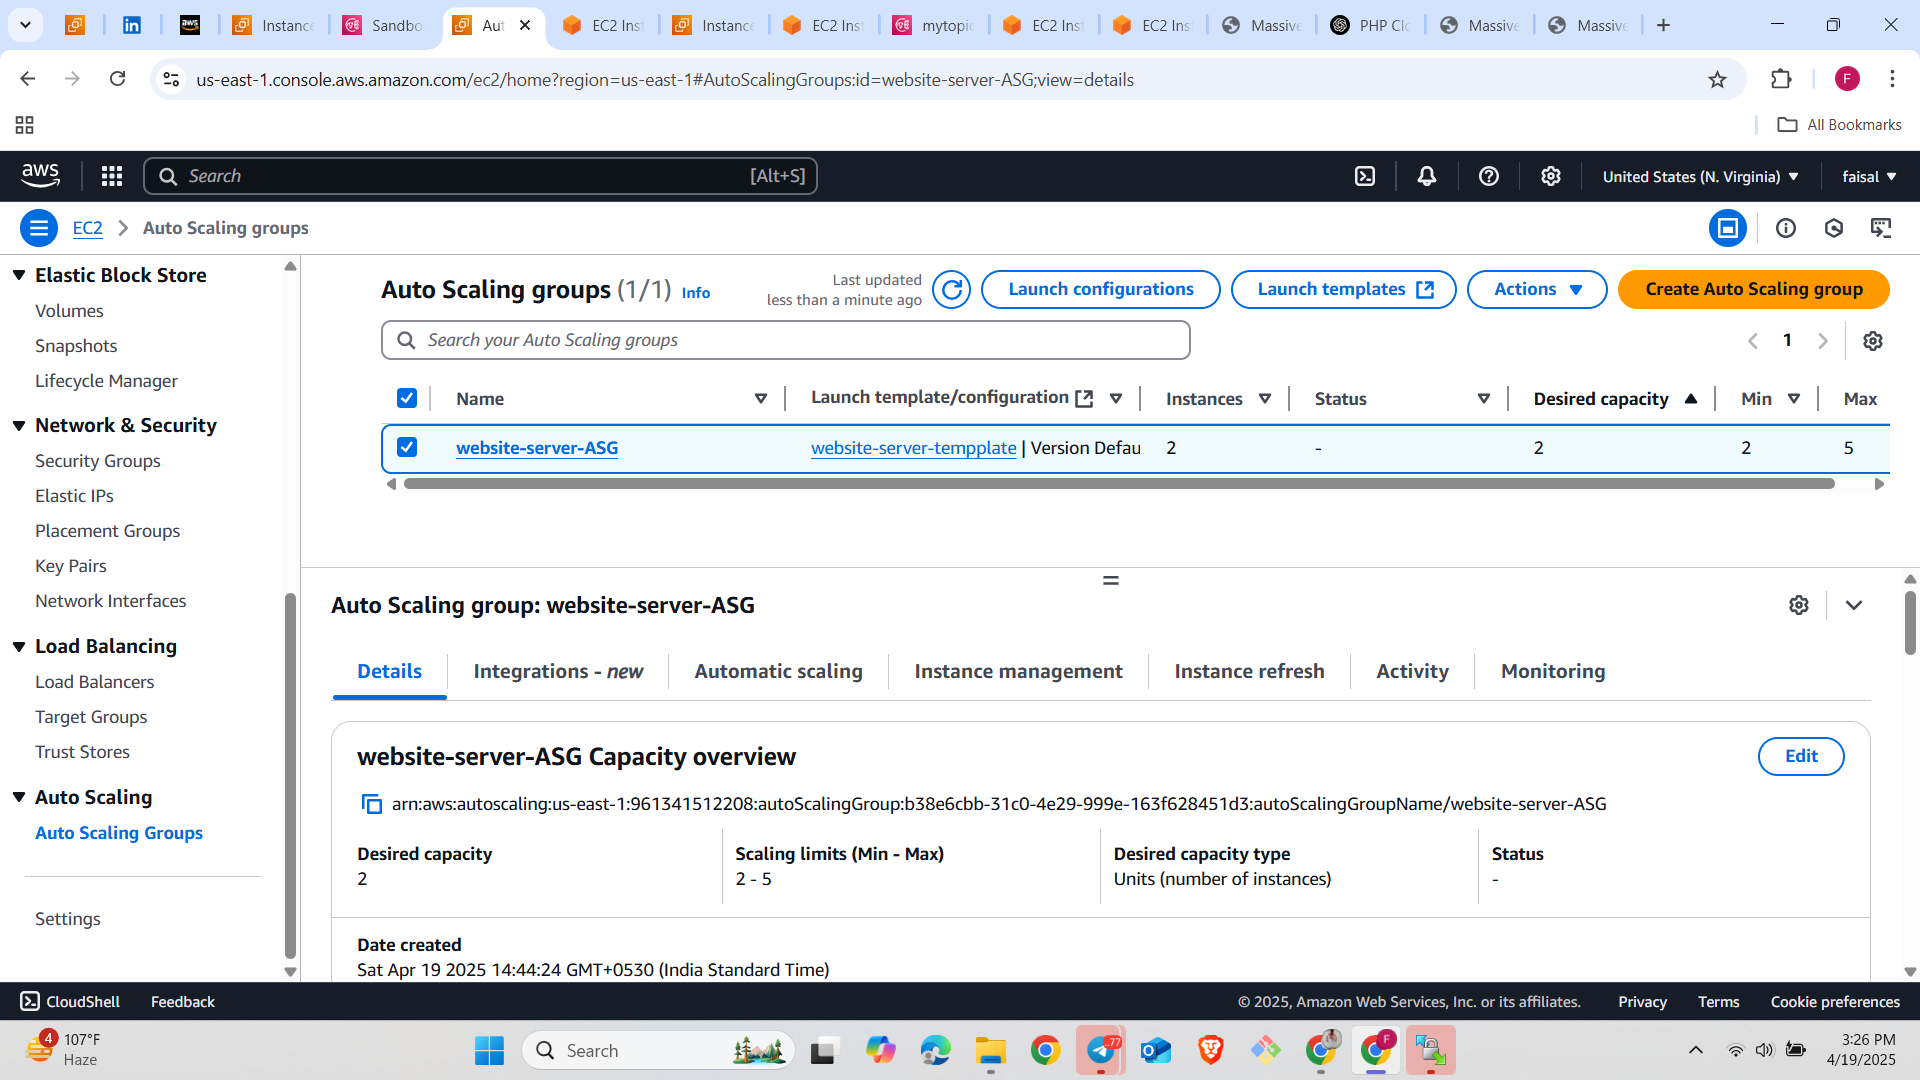 Instance
Sandbo
Aut
EC2 Inst
Instance
EC2 Inst
mytopic
EC2 Inst
EC2 Inst
Massive
PHP Clo
Massive
Massive
us-east-1.console.aws.amazon.com/ec2/home?region=us-east-1#AutoScalingGroups:id=website-server-ASG;view=details
F
All Bookmarks
aws
Search
[Alt+S]
United States (N. Virginia)
faisal
EC2
Auto Scaling groups
Elastic Block Store
Volumes
Snapshots
Lifecycle Manager
Network & Security
Security Groups
Elastic IPs
Placement Groups
Key Pairs
Network Interfaces
Load Balancing
Load Balancers
Target Groups
Trust Stores
Auto Scaling
Auto Scaling Groups
Settings
Auto Scaling groups (1/1) Info
Last updated
less than a minute ago
Launch configurations
Launch templates
Actions
Create Auto Scaling group
Search your Auto Scaling groups
1
Name Launch template/configuration Instances Status Desired capacity Min Max
website-server-ASG website-server-tempplate | Version Defau 2 - 2 2 5
Auto Scaling group: website-server-ASG
Details Integrations - new Automatic scaling Instance management Instance refresh Activity Monitoring
website-server-ASG Capacity overview
Edit
arn:aws:autoscaling:us-east-1:961341512208:autoScalingGroup:b38e6cbb-31c0-4e29-999e-163f628451d3:autoScalingGroupName/website-server-ASG
Desired capacity
2
Scaling limits (Min - Max)
2 - 5
Desired capacity type
Units (number of instances)
Status
-
Date created
Sat Apr 19 2025 14:44:24 GMT+0530 (India Standard Time)
CloudShell Feedback
© 2025, Amazon Web Services, Inc. or its affiliates. Privacy Terms Cookie preferences
4
107°F
Haze
Search
77
F
3:26 PM
4/19/2025